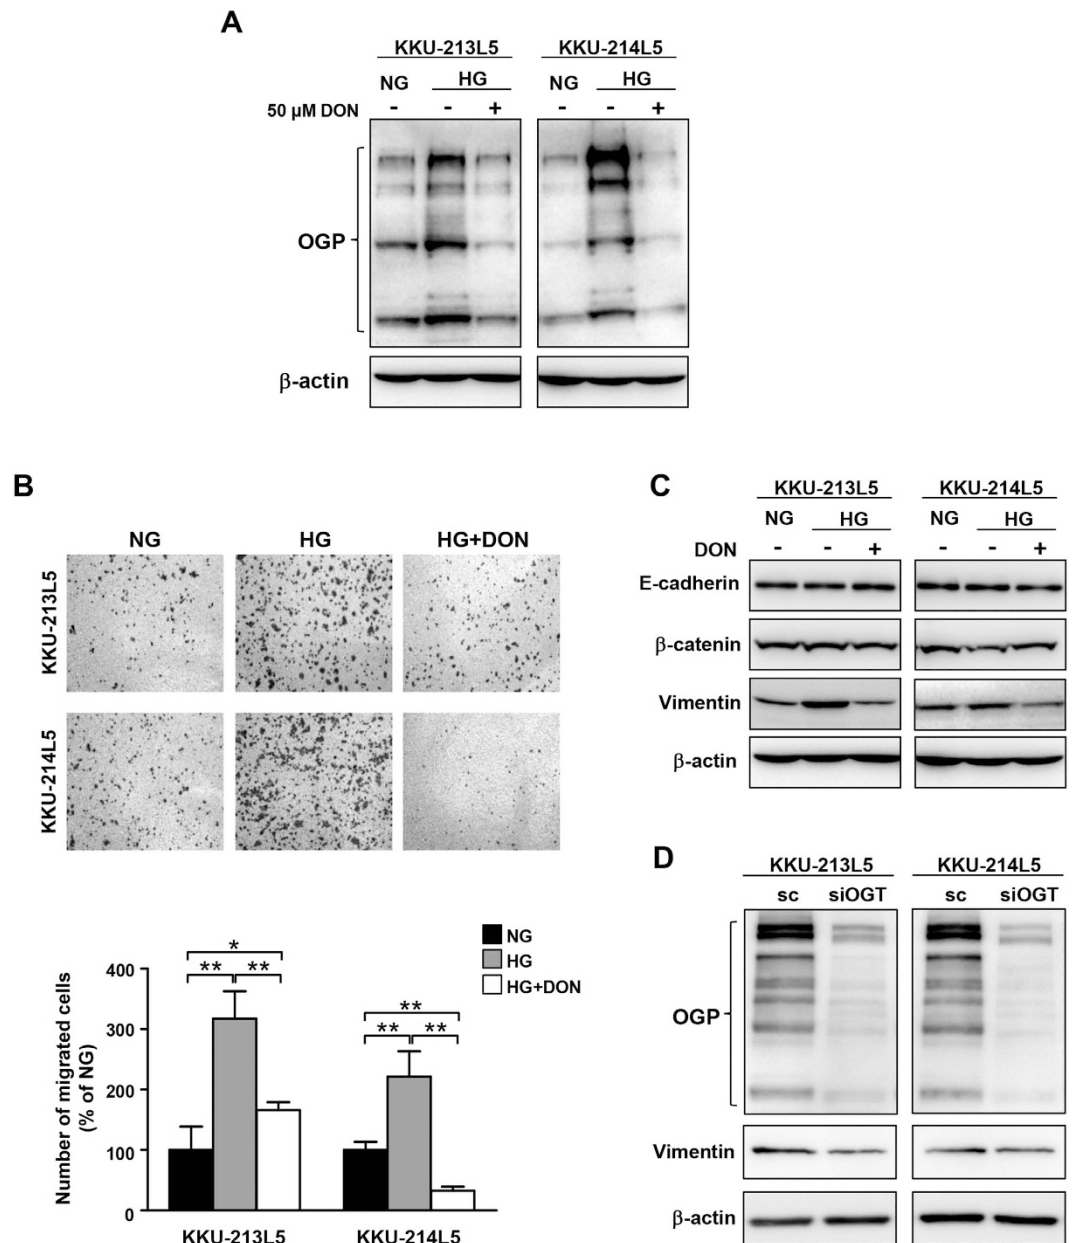 A
KKU-213L5 KKU-214L5
NG HG NG HG
50 µM DON - - + - - +
OGP
β-actin
B
NG HG HG+DON
KKU-213L5
KKU-214L5
NG
HG
HG+DON
Number of migrated cells
(% of NG)
400
300
200
100
0
* ** **
** ** **
KKU-213L5 KKU-214L5
C
KKU-213L5 KKU-214L5
NG HG NG HG
DON - - + - - +
E-cadherin
β-catenin
Vimentin
β-actin
D
KKU-213L5 KKU-214L5
sc siOGT sc siOGT
OGP
Vimentin
β-actin